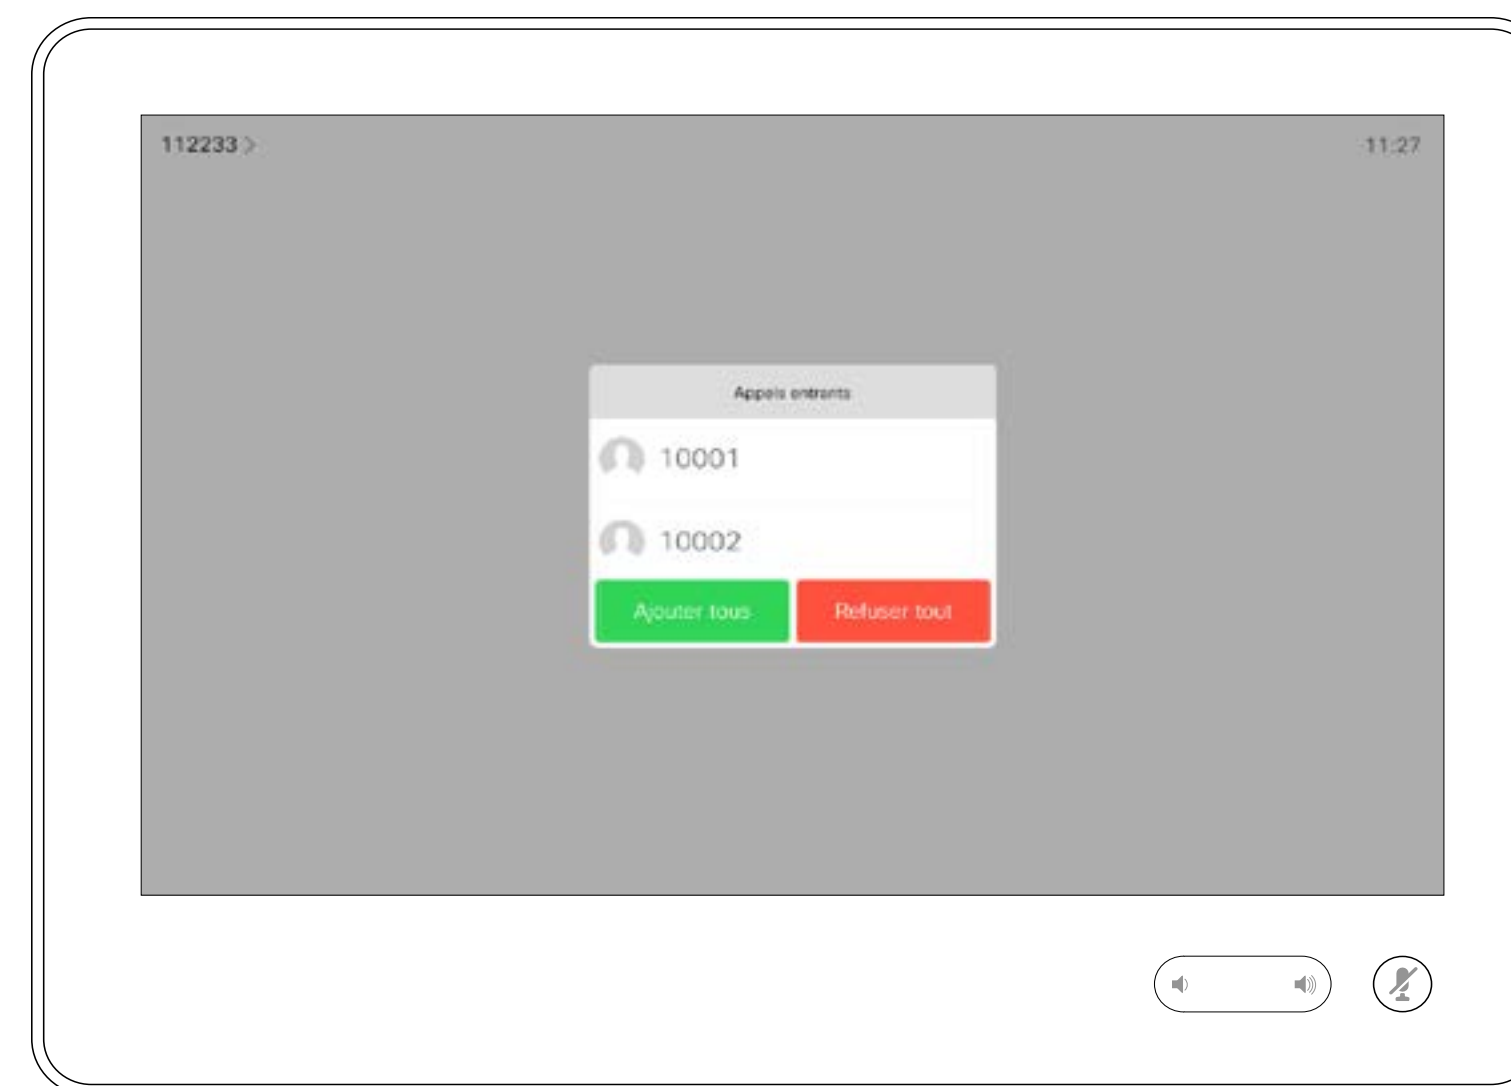 112233 >
11:27
Appels entrants
10001
10002
Ajouter tous
Refuser tout